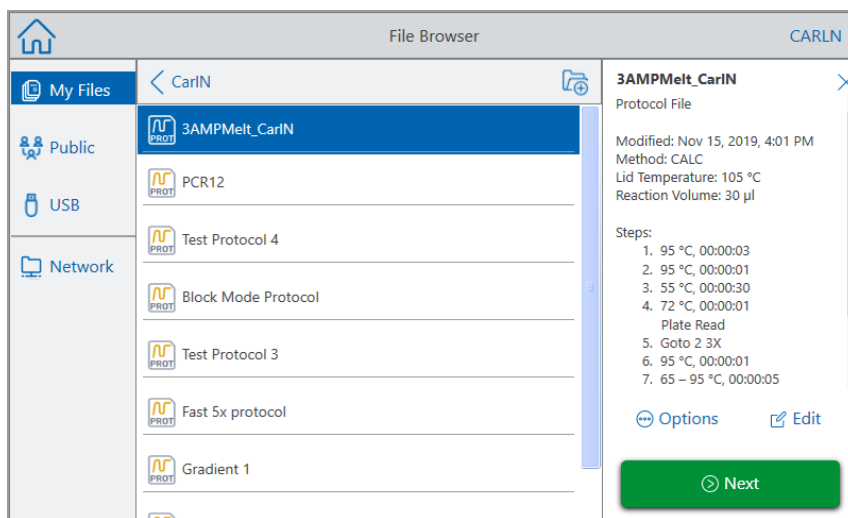 File Browser
CARLN
My Files
Public
USB
Network
CarIN
PROT 3AMPMelt_CarIN
PROT PCR12
PROT Test Protocol 4
PROT Block Mode Protocol
PROT Test Protocol 3
PROT Fast 5x protocol
PROT Gradient 1
3AMPMelt_CarIN
Protocol File
Modified: Nov 15, 2019, 4:01 PM
Method: CALC
Lid Temperature: 105 °C
Reaction Volume: 30 µl
Steps:
1. 95 °C, 00:00:03
2. 95 °C, 00:00:01
3. 55 °C, 00:00:30
4. 72 °C, 00:00:01
Plate Read
5. Goto 2 3X
6. 95 °C, 00:00:01
7. 65 – 95 °C, 00:00:05
Options
Edit
Next